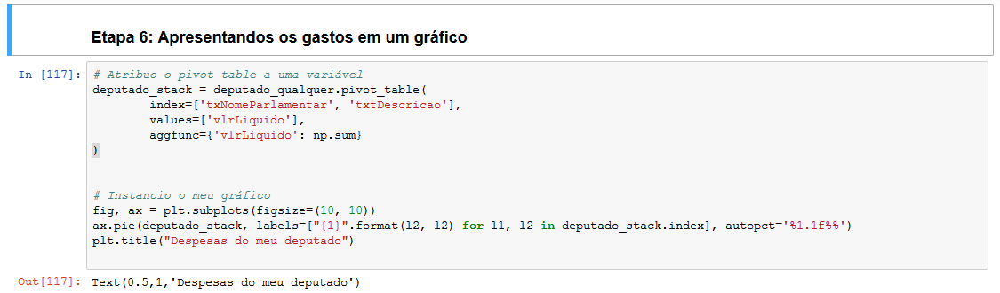 Etapa 6: Apresentandos os gastos em um gráfico
In [117]: # Atribuo o pivot table a uma variável
deputado_stack = deputado_qualquer.pivot_table(
        index=['txNomeParlamentar', 'txtDescricao'],
        values=['vlrLiquido'],
        aggfunc={'vlrLiquido': np.sum}
)
# Instancio o meu gráfico
fig, ax = plt.subplots(figsize=(10, 10))
ax.pie(deputado_stack, labels=["{1}".format(l2, l2) for l1, l2 in deputado_stack.index], autopct='%1.1f%%')
plt.title("Despesas do meu deputado")
Out[117]: Text(0.5,1,'Despesas do meu deputado')